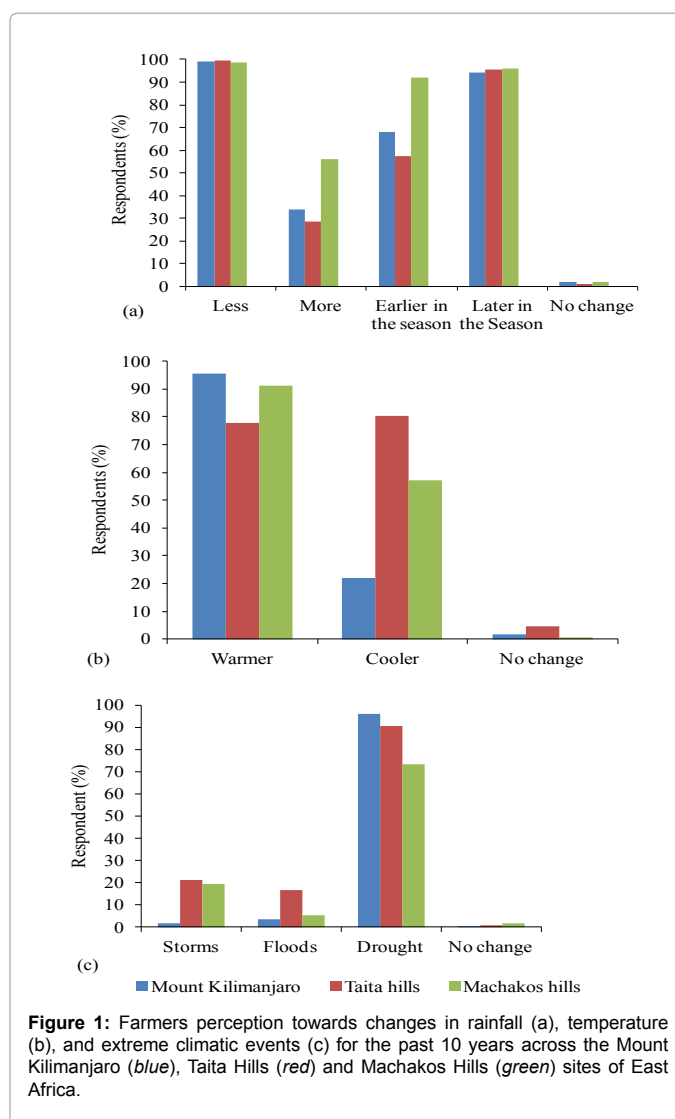 100
90
80
70
60
50
40
30
20
10
0
Respondents (%)
Less More Earlier in the season Later in the Season No change
(a)
100
90
80
70
60
50
40
30
20
10
0
Respondents (%)
Warmer Cooler No change
(b)
100
90
80
70
60
50
40
30
20
10
0
Respondent (%)
Storms Floods Drought No change
(c)
Mount Kilimanjaro Taita hills Machakos hills
Figure 1: Farmers perception towards changes in rainfall (a), temperature
(b), and extreme climatic events (c) for the past 10 years across the Mount
Kilimanjaro (blue), Taita Hills (red) and Machakos Hills (green) sites of East
Africa.